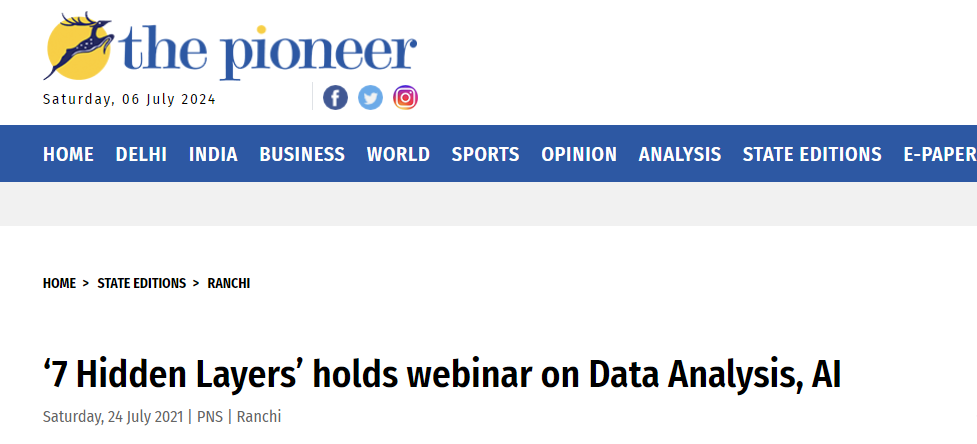 the pioneer
Saturday, 06 July 2024
HOME DELHI INDIA BUSINESS WORLD SPORTS OPINION ANALYSIS STATE EDITIONS E-PAPER
HOME > STATE EDITIONS > RANCHI
‘7 Hidden Layers’ holds webinar on Data Analysis, AI
Saturday, 24 July 2021 | PNS | Ranchi